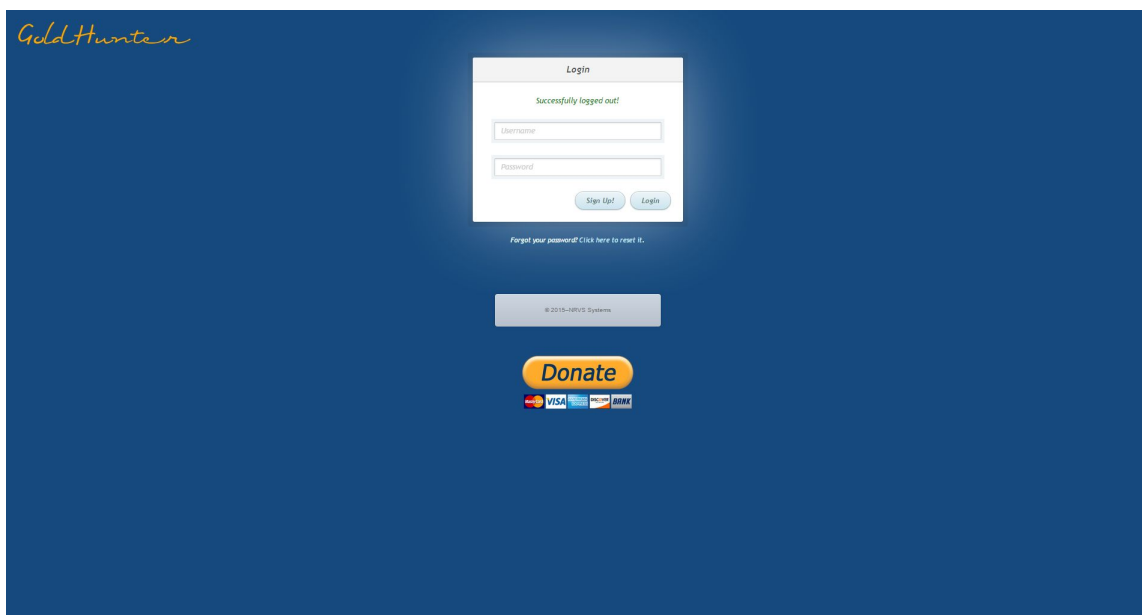 GoldHunter
Login
Successfully logged out!
Username
Password
Sign Up! Login
Forgot your password? Click here to reset it.
© 2015-NRVS Systems
Donate
MasterCard VISA DISCOVER BANK